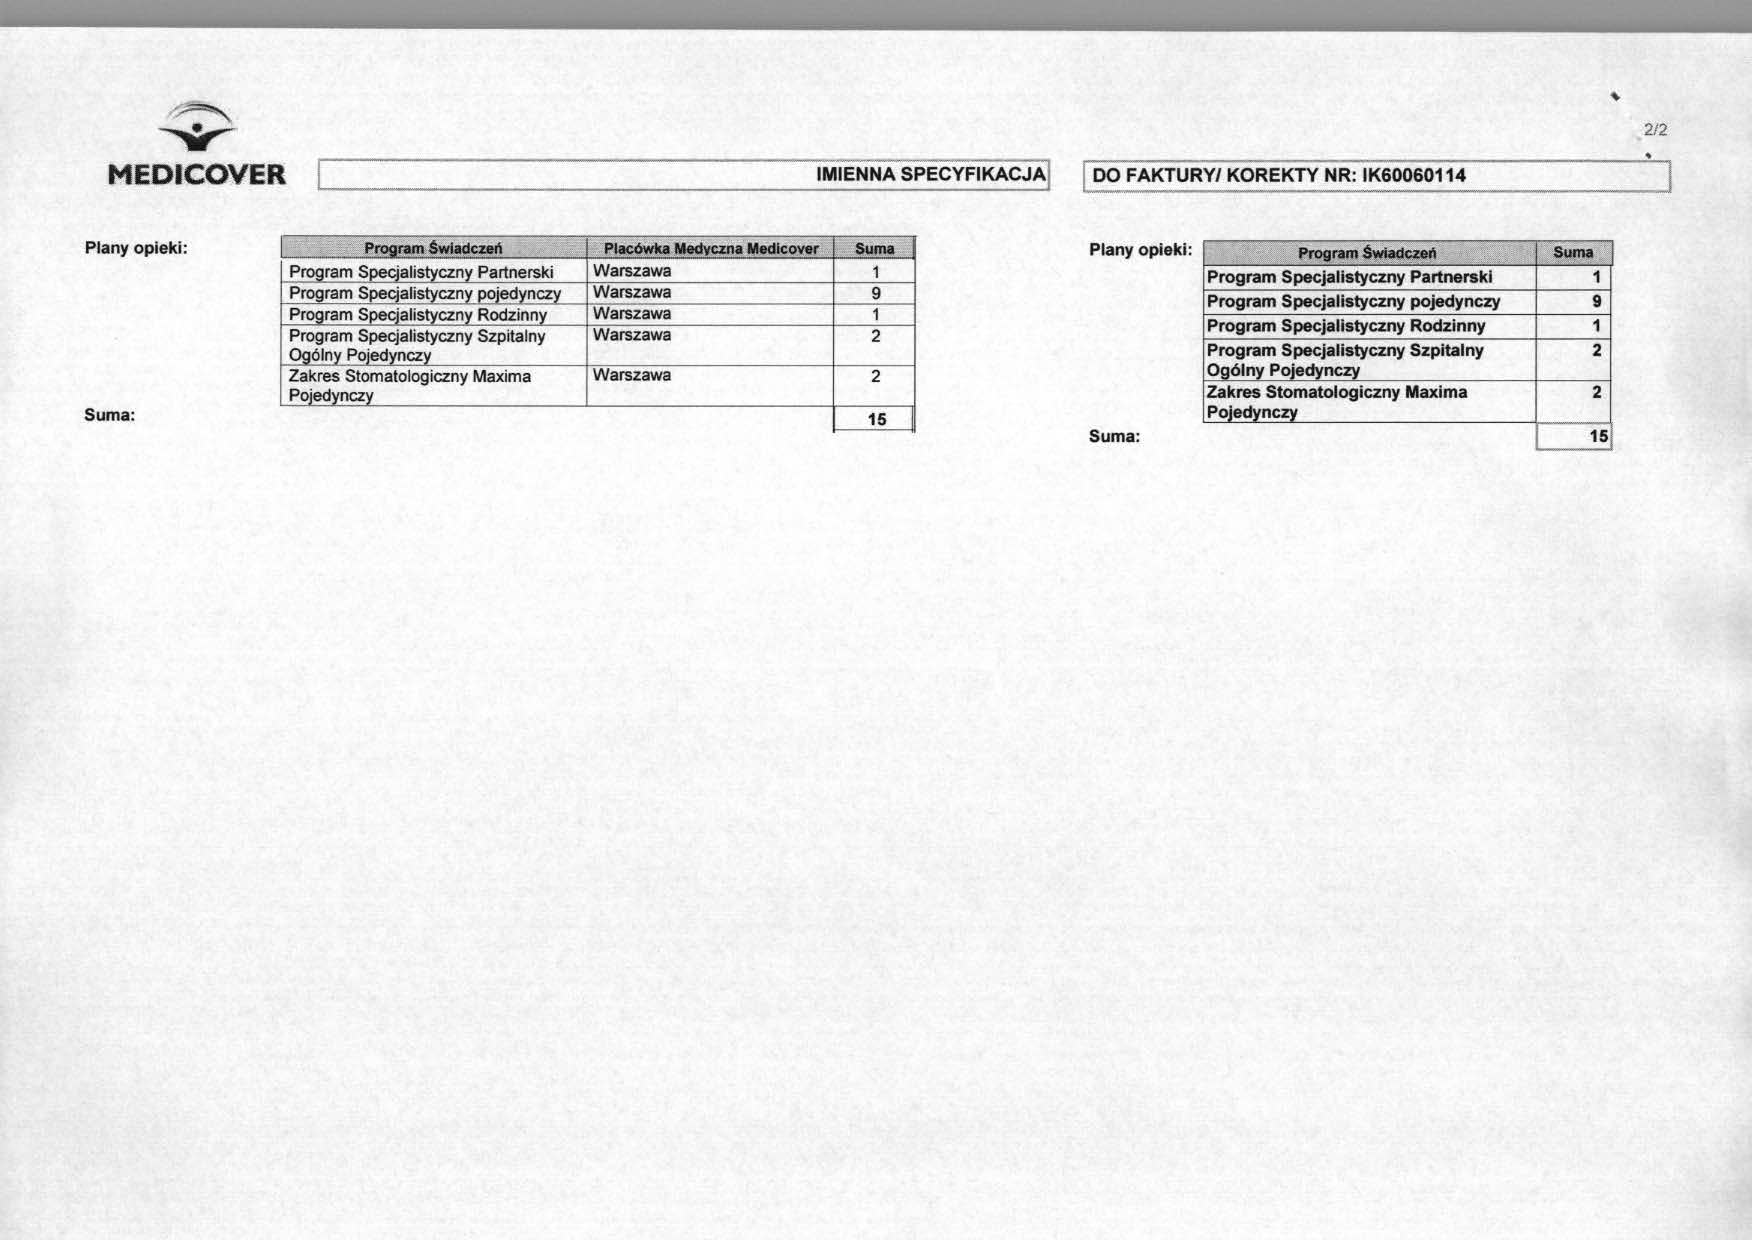 2/2
MEDICOVER
IMIENNA SPECYFIKACJA
DO FAKTURY/ KOREKTY NR: IK60060114
Plany opieki:
Program Świadczeń Placówka Medyczna Medicover Suma
Program Specjalistyczny Partnerski Warszawa 1
Program Specjalistyczny pojedynczy Warszawa 9
Program Specjalistyczny Rodzinny Warszawa 1
Program Specjalistyczny Szpitalny Warszawa 2
Ogólny Pojedynczy
Zakres Stomatologiczny Maxima Warszawa 2
Pojedynczy
Suma: 15
Plany opieki:
Program Świadczeń Suma
Program Specjalistyczny Partnerski 1
Program Specjalistyczny pojedynczy 9
Program Specjalistyczny Rodzinny 1
Program Specjalistyczny Szpitalny 2
Ogólny Pojedynczy
Zakres Stomatologiczny Maxima 2
Pojedynczy
Suma: 15